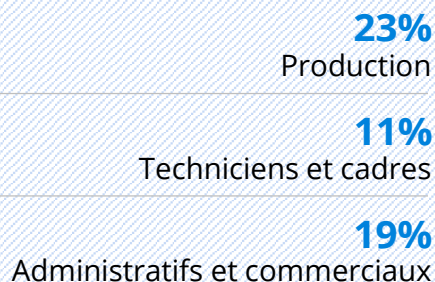 23%
Production
11%
Techniciens et cadres
19%
Administratifs et commerciaux